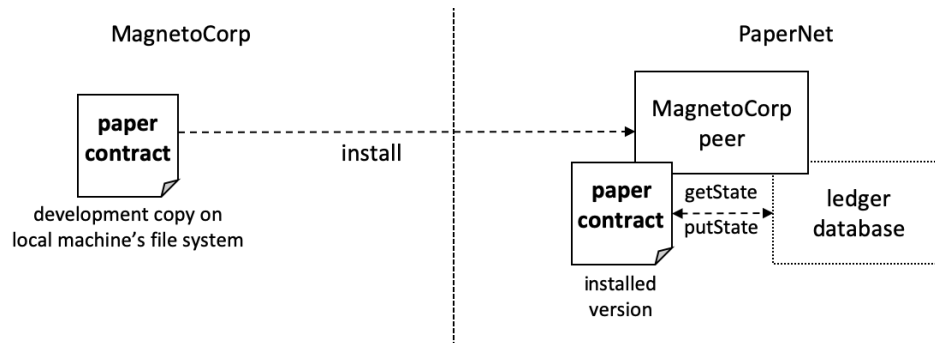 MagnetoCorp
PaperNet
paper
contract
install
MagnetoCorp
peer
development copy on
local machine's file system
paper
contract
getState
putState
ledger
database
installed
version